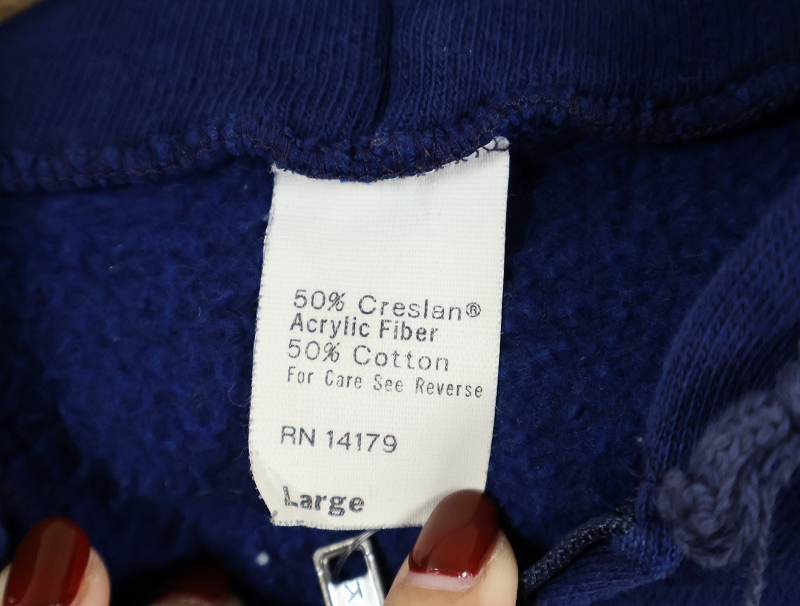 50% Creslan®
Acrylic Fiber
50% Cotton
For Care See Reverse
RN 14179
Large
K